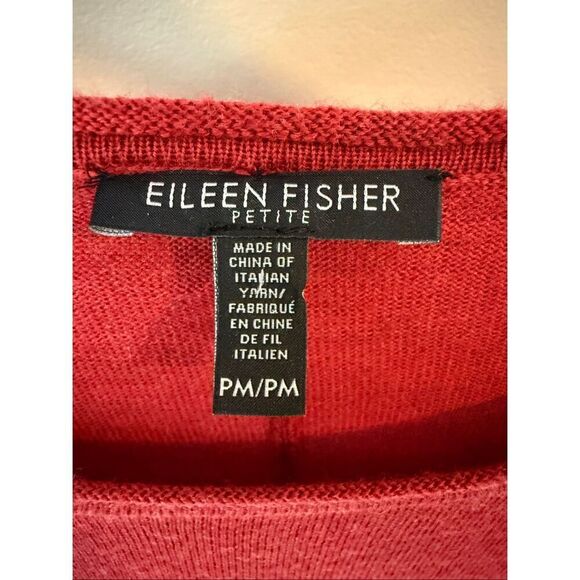 EILEEN FISHER
PETITE
MADE IN
CHINA OF
ITALIAN
YARN/
FABRIQUÉ
EN CHINE
DE FIL
ITALIEN
PM/PM